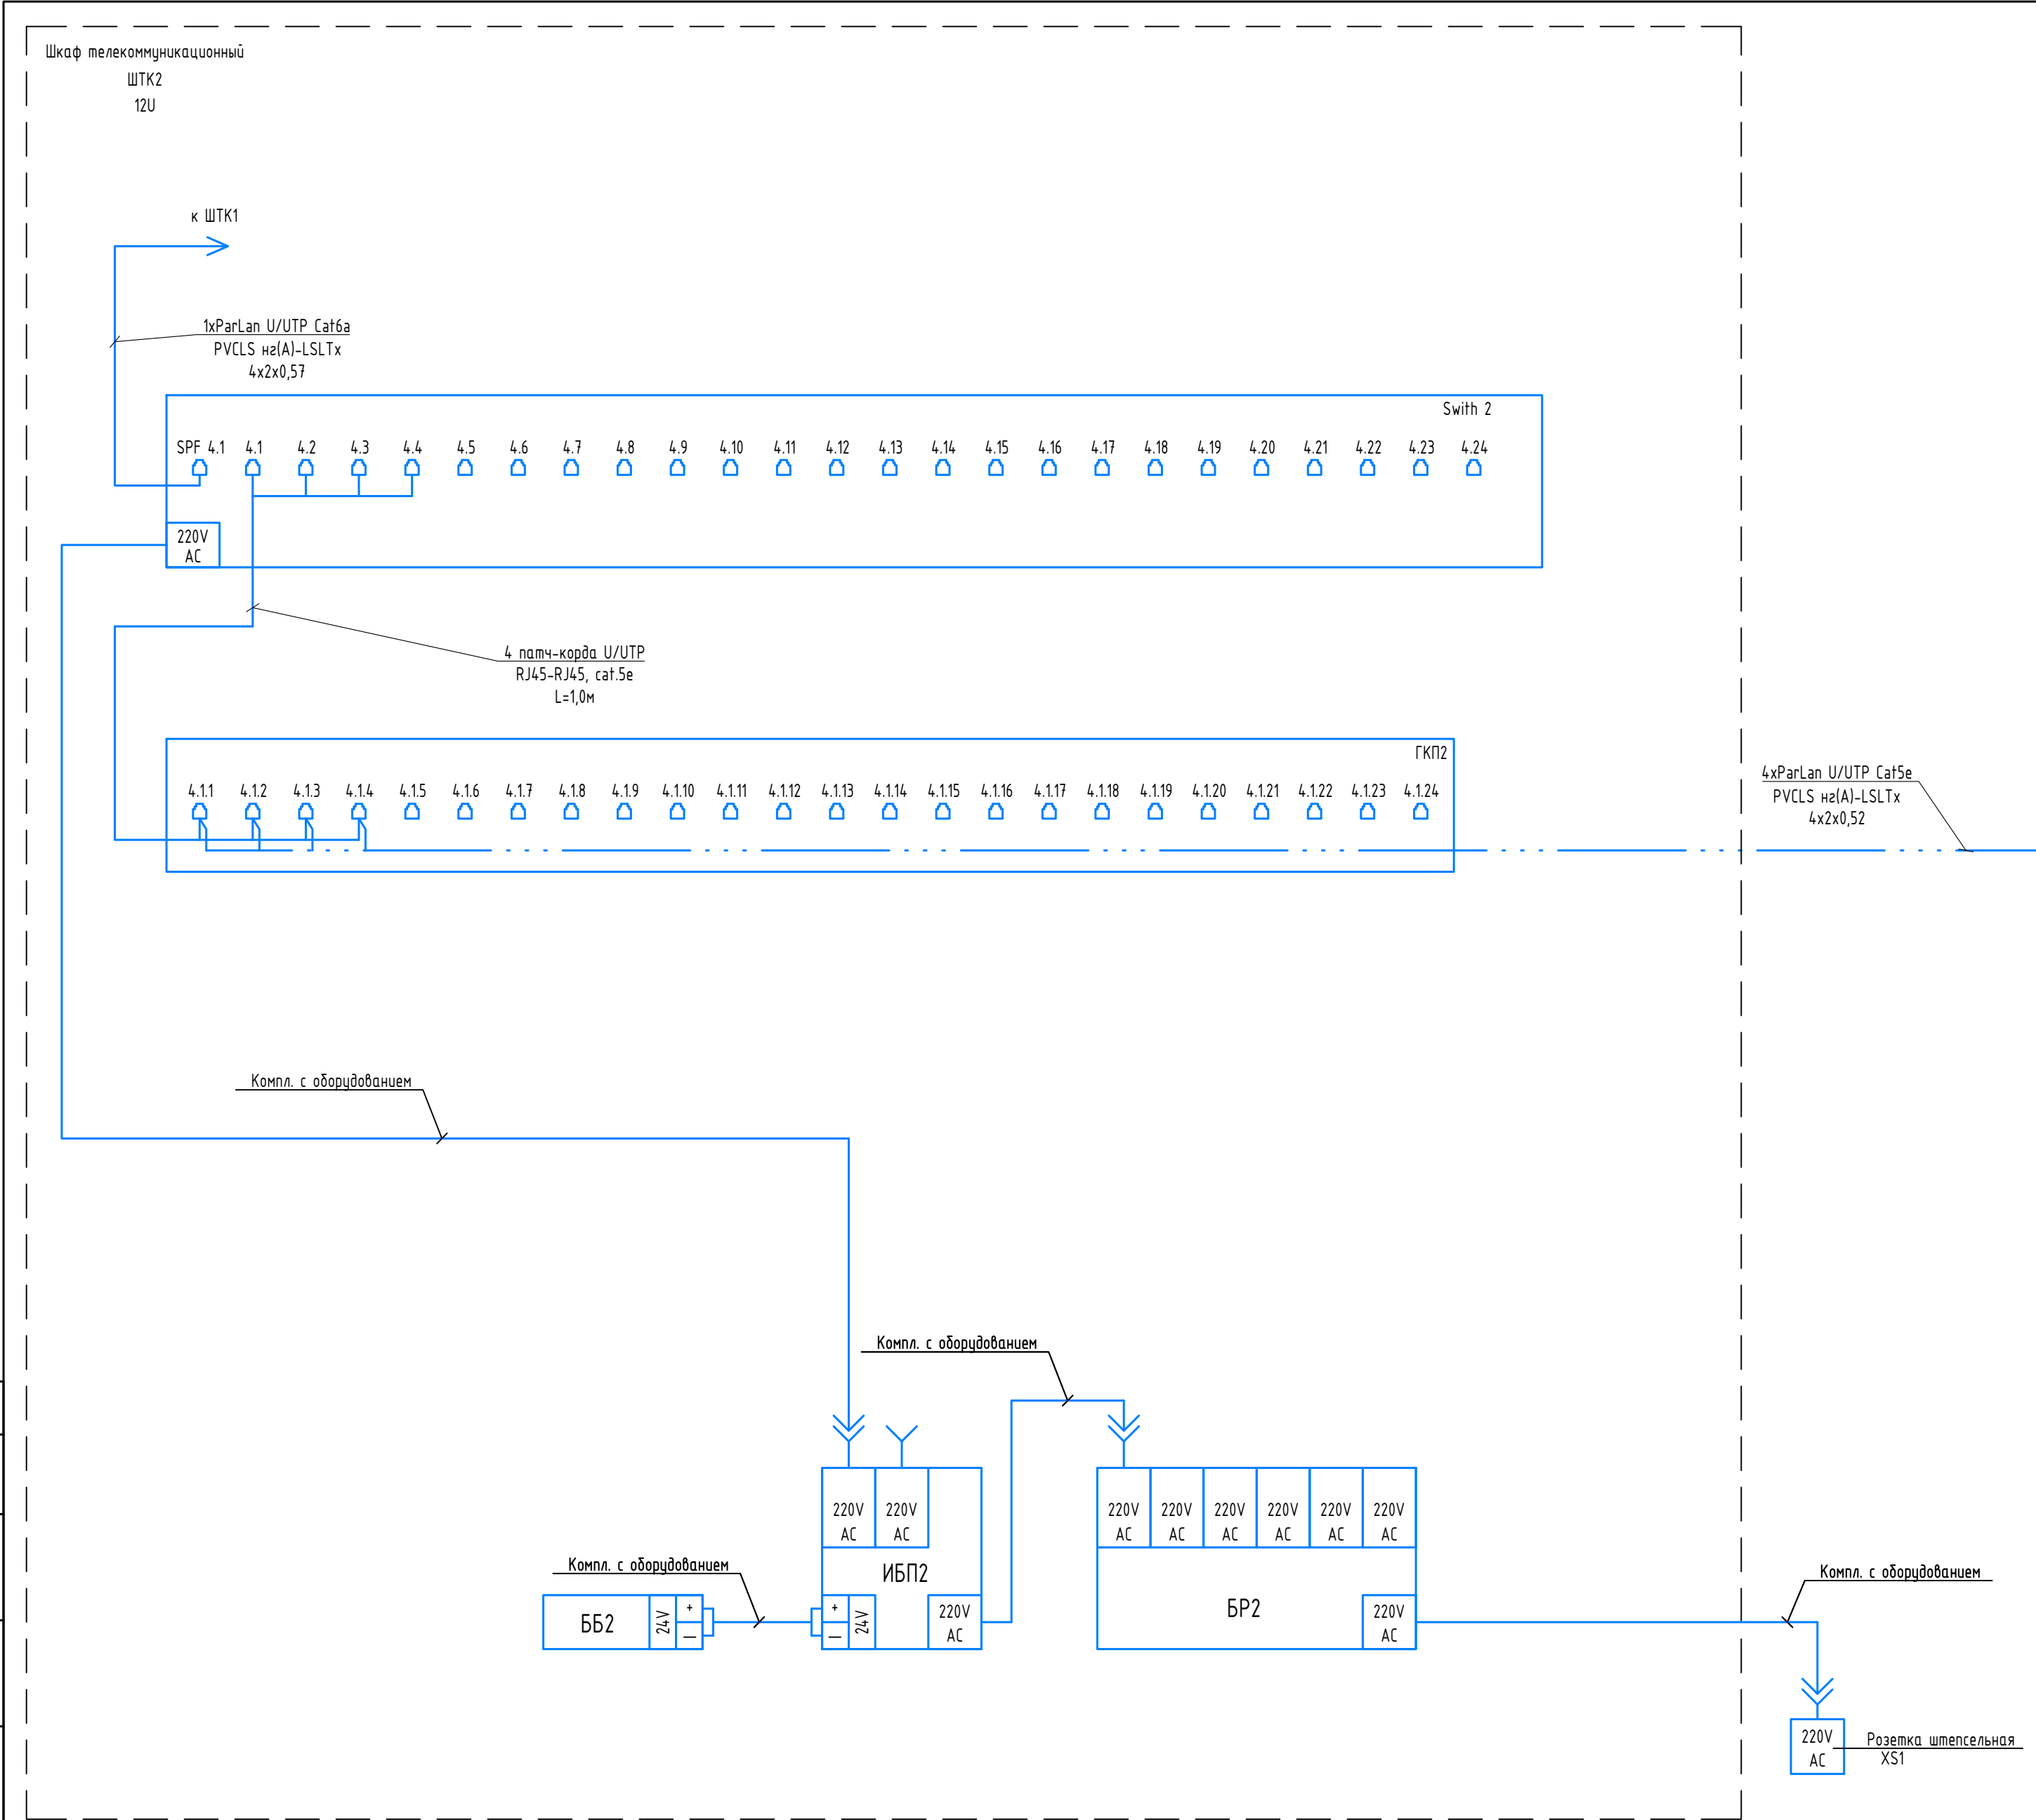 Шкаф телекоммуникационный
ШТК2
12U
к ШТК1
1xParLan U/UTP Cat6a
PVCLS нг(А)-LSLTx
4x2x0,57
Swith 2
SPF 4.1 4.1 4.2 4.3 4.4 4.5 4.6 4.7 4.8 4.9 4.10 4.11 4.12 4.13 4.14 4.15 4.16 4.17 4.18 4.19 4.20 4.21 4.22 4.23 4.24
220V
AC
4 патч-корда U/UTP
RJ45-RJ45, cat.5e
L=1,0м
ГКП2
4.1.1 4.1.2 4.1.3 4.1.4 4.1.5 4.1.6 4.1.7 4.1.8 4.1.9 4.1.10 4.1.11 4.1.12 4.1.13 4.1.14 4.1.15 4.1.16 4.1.17 4.1.18 4.1.19 4.1.20 4.1.21 4.1.22 4.1.23 4.1.24
4xParLan U/UTP Cat5e
PVCLS нг(А)-LSLTx
4x2x0,52
Компл. с оборудованием
Компл. с оборудованием
220V 220V
AC AC
ИБП2
+
—
24V
220V
AC
Компл. с оборудованием
ББ2
24V
+
—
220V 220V 220V 220V 220V 220V
AC AC AC AC AC AC
БР2
220V
AC
Компл. с оборудованием
220V
AC
Розетка штепсельная
XS1